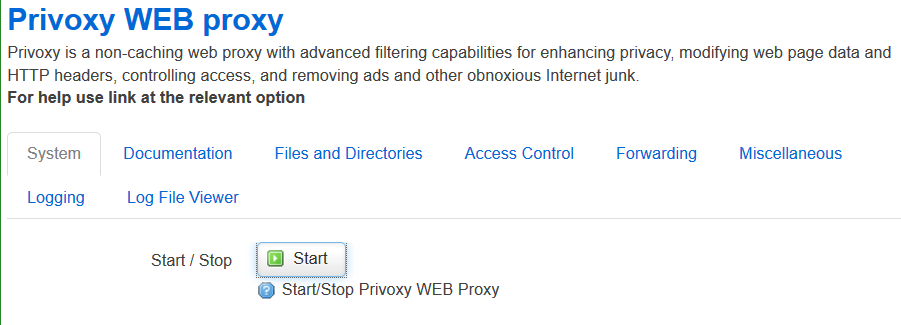 Privoxy WEB proxy
Privoxy is a non-caching web proxy with advanced filtering capabilities for enhancing privacy, modifying web page data and
HTTP headers, controlling access, and removing ads and other obnoxious Internet junk.
For help use link at the relevant option
System Documentation Files and Directories Access Control Forwarding Miscellaneous
Logging Log File Viewer
Start / Stop Start
? Start/Stop Privoxy WEB Proxy